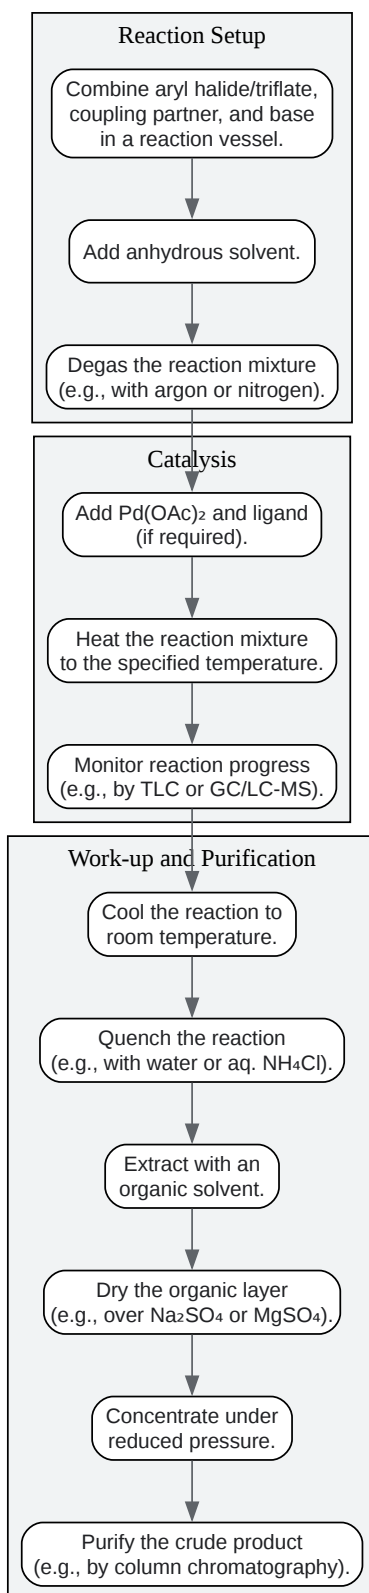 Reaction Setup
Combine aryl halide/triflate,
coupling partner, and base
in a reaction vessel.
Add anhydrous solvent.
Degas the reaction mixture
(e.g., with argon or nitrogen).
Catalysis
Add Pd(OAc)₂ and ligand
(if required).
Heat the reaction mixture
to the specified temperature.
Monitor reaction progress
(e.g., by TLC or GC/LC-MS).
Work-up and Purification
Cool the reaction to
room temperature.
Quench the reaction
(e.g., with water or aq. NH₄Cl).
Extract with an
organic solvent.
Dry the organic layer
(e.g., over Na₂SO₄ or MgSO₄).
Concentrate under
reduced pressure.
Purify the crude product
(e.g., by column chromatography).